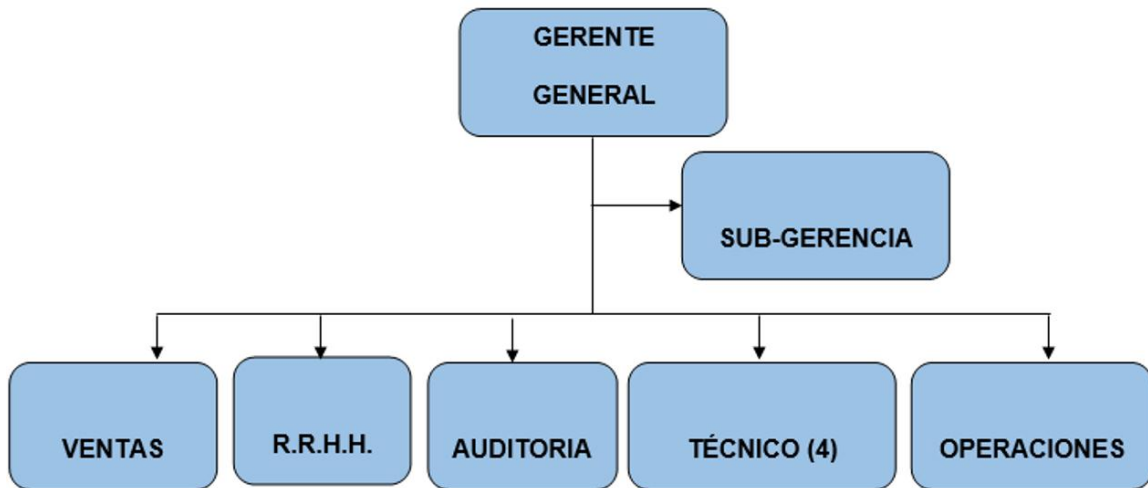 GERENTE
GENERAL
SUB-GERENCIA
VENTAS
R.R.H.H.
AUDITORIA
TÉCNICO (4)
OPERACIONES